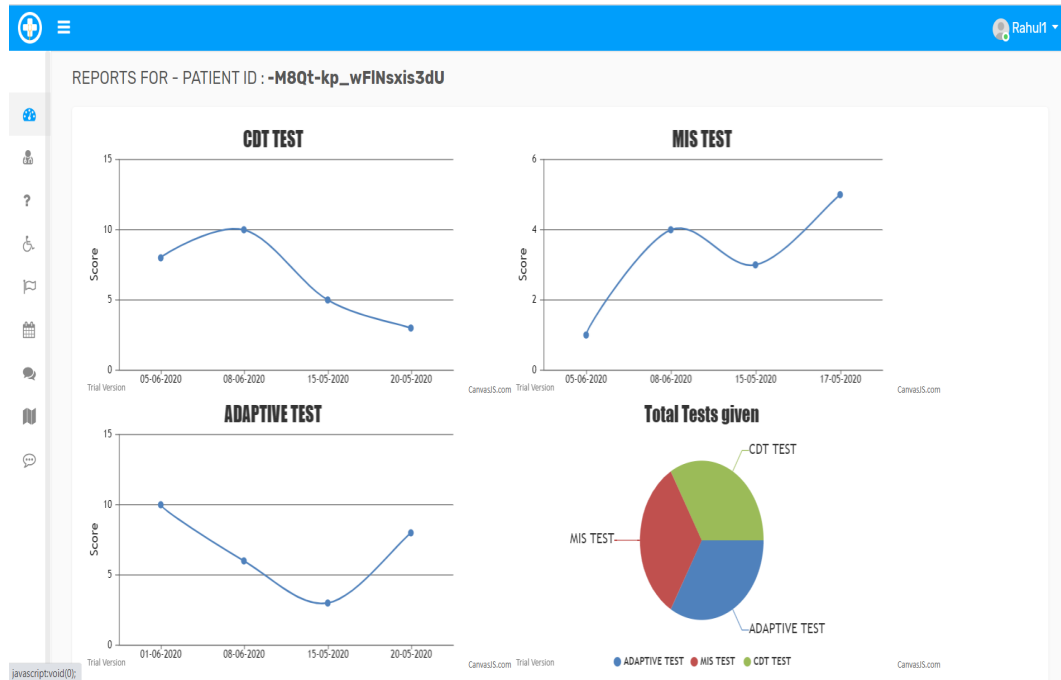 Rahul1
REPORTS FOR - PATIENT ID : -M8Qt-kp_wFlNsxis3dU
CDT TEST
15
10
5
0
Score
05-06-2020 08-06-2020 15-05-2020 20-05-2020
Trial Version
CanvasJS.com
MIS TEST
6
4
2
0
Score
05-06-2020 08-06-2020 15-05-2020 17-05-2020
Trial Version
CanvasJS.com
ADAPTIVE TEST
15
10
5
0
Score
01-06-2020 08-06-2020 15-05-2020 20-05-2020
Trial Version
CanvasJS.com
Total Tests given
CDT TEST
MIS TEST
ADAPTIVE TEST
ADAPTIVE TEST MIS TEST CDT TEST
Trial Version
CanvasJS.com
javascript:void(0);